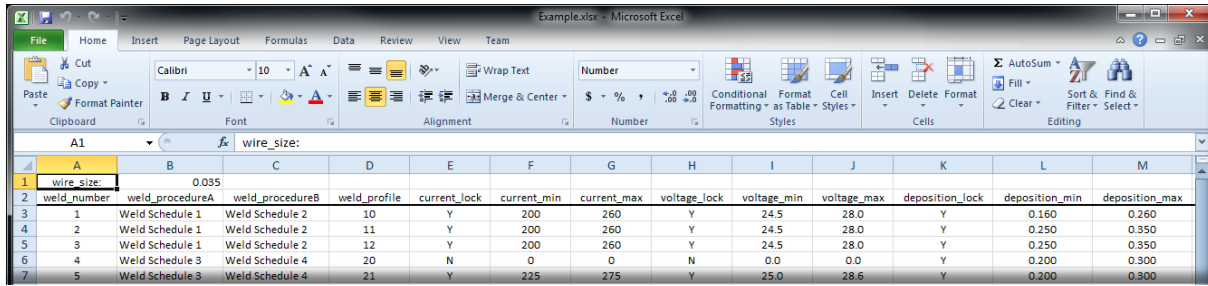 Example.xlsx - Microsoft Excel
File Home Insert Page Layout Formulas Data Review View Team
Cut
Copy
Format Painter
Paste
Clipboard
Calibri 10 A A
B I U A
Font
Wrap Text
Merge & Center
Alignment
Number
$ % , .0 .00 .00 .0
Number
Conditional Formatting
Format as Table
Cell Styles
Styles
Insert Delete Format
Cells
Σ AutoSum
Fill
Clear
Sort & Filter
Find & Select
Editing
A1 fx wire_size:
A B C D E F G H I J K L M
1 wire_size: 0.035
2 weld_number weld_procedureA weld_procedureB weld_profile current_lock current_min current_max voltage_lock voltage_min voltage_max deposition_lock deposition_min deposition_max
3 1 Weld Schedule 1 Weld Schedule 2 10 Y 200 260 Y 24.5 28.0 Y 0.160 0.260
4 2 Weld Schedule 1 Weld Schedule 2 11 Y 200 260 Y 24.5 28.0 Y 0.250 0.350
5 3 Weld Schedule 1 Weld Schedule 2 12 Y 200 260 Y 24.5 28.0 Y 0.250 0.350
6 4 Weld Schedule 3 Weld Schedule 4 20 N 0 0 N 0.0 0.0 Y 0.200 0.300
7 5 Weld Schedule 3 Weld Schedule 4 21 Y 225 275 Y 25.0 28.6 Y 0.200 0.300